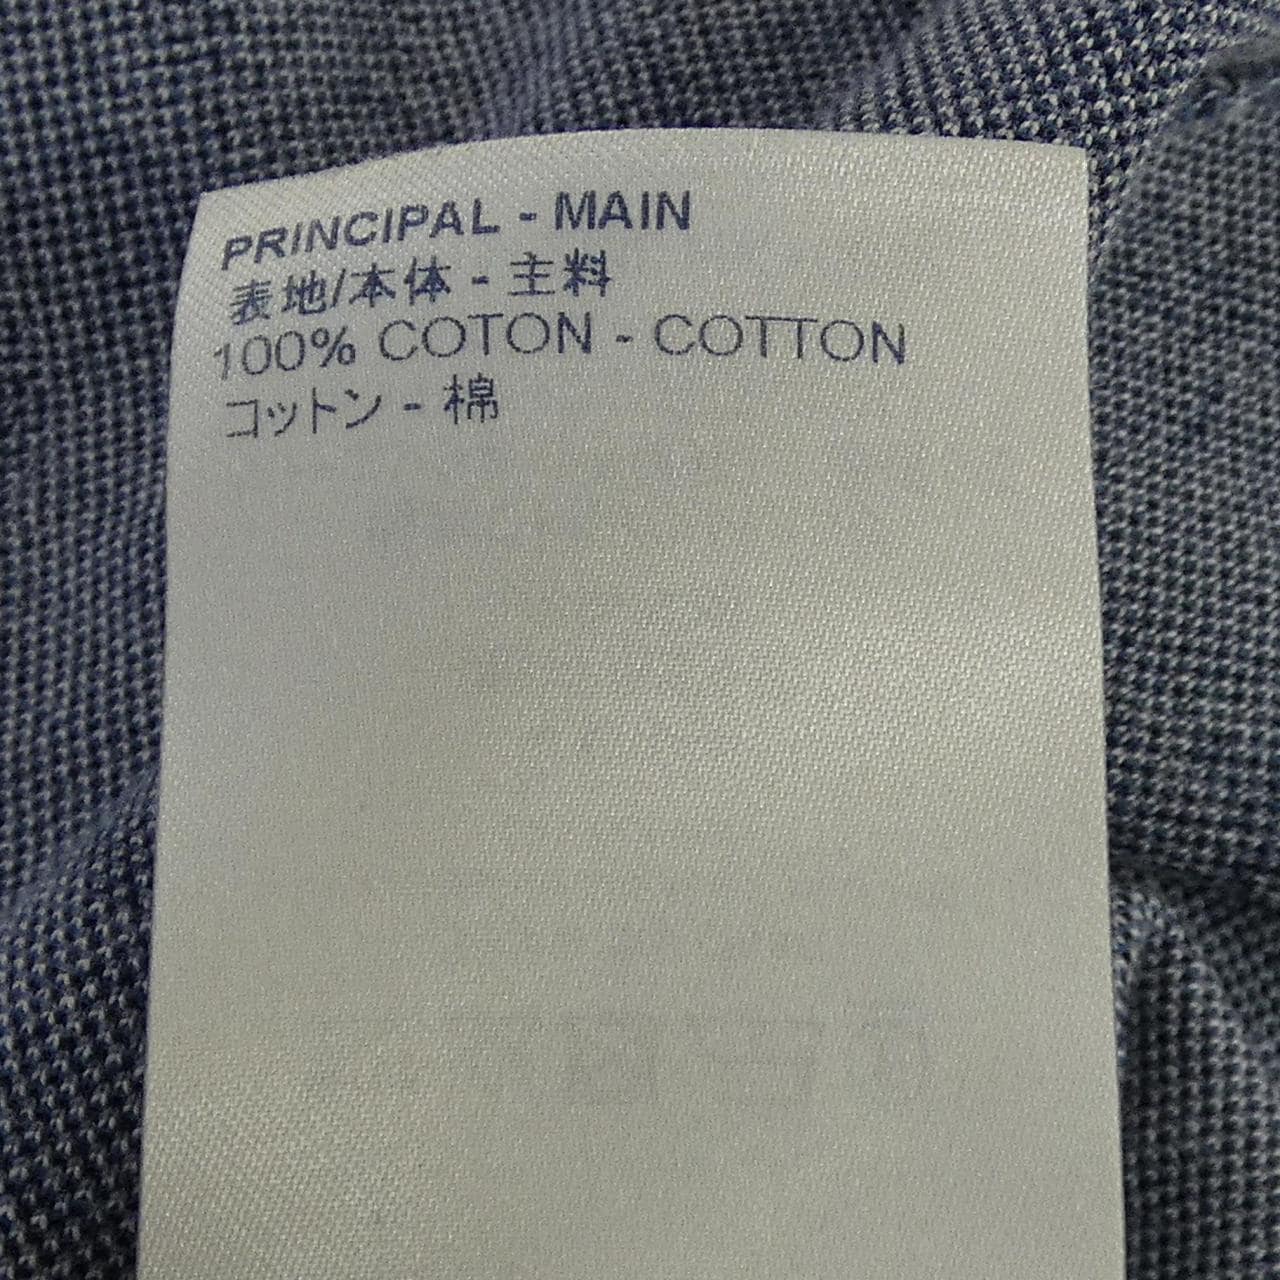 PRINCIPAL - MAIN
表地/本体 - 主料
100% COTON - COTTON
コットン - 棉